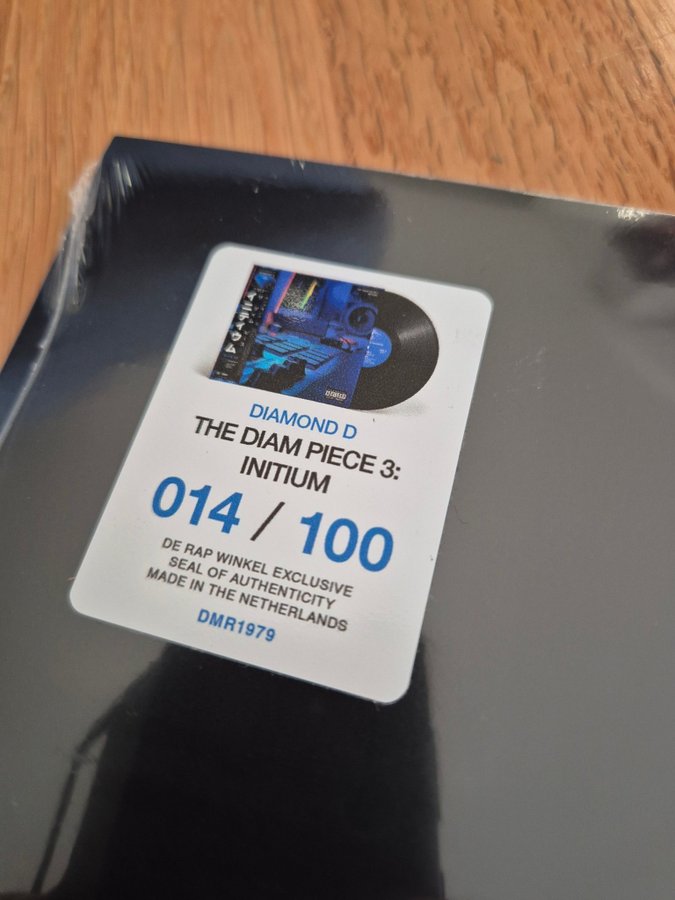 DIAMOND D
THE DIAM PIECE 3:
INITIUM
014 / 100
DE RAP WINKEL EXCLUSIVE
SEAL OF AUTHENTICITY
MADE IN THE NETHERLANDS
DMR1979